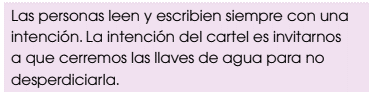 Las personas leen y escribien siempre con una
intención. La intención del cartel es invitarnos
a que cerremos las llaves de agua para no
desperdiciarla.